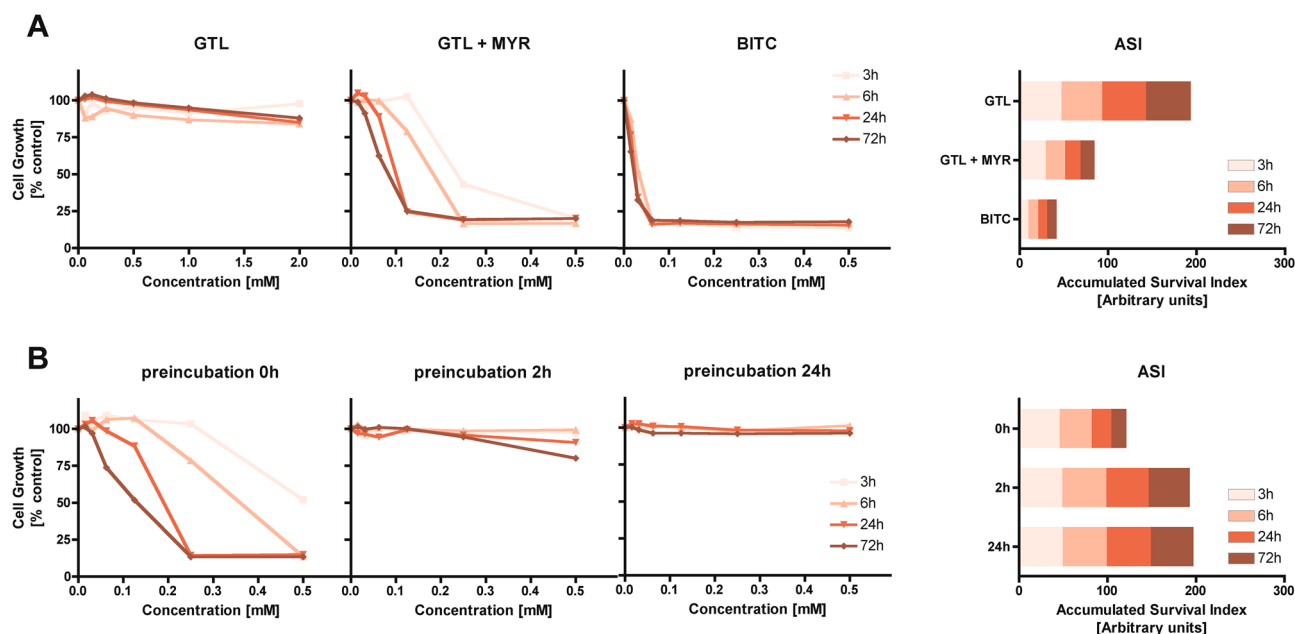 A
GTL
GTL + MYR
BITC
ASI
Cell Growth
[% control]
100
75
50
25
0
0.0 0.5 1.0 1.5 2.0
Concentration [mM]
0.0 0.1 0.2 0.3 0.4 0.5
Concentration [mM]
3h
6h
24h
72h
0.0 0.1 0.2 0.3 0.4 0.5
Concentration [mM]
GTL
GTL + MYR
BITC
3h
6h
24h
72h
0 100 200 300
Accumulated Survival Index
[Arbitrary units]
B
preincubation 0h
preincubation 2h
preincubation 24h
ASI
Cell Growth
[% control]
100
75
50
25
0
0.0 0.1 0.2 0.3 0.4 0.5
Concentration [mM]
0.0 0.1 0.2 0.3 0.4 0.5
Concentration [mM]
3h
6h
24h
72h
0.0 0.1 0.2 0.3 0.4 0.5
Concentration [mM]
0h
2h
24h
3h
6h
24h
72h
0 100 200 300
Accumulated Survival Index
[Arbitrary units]